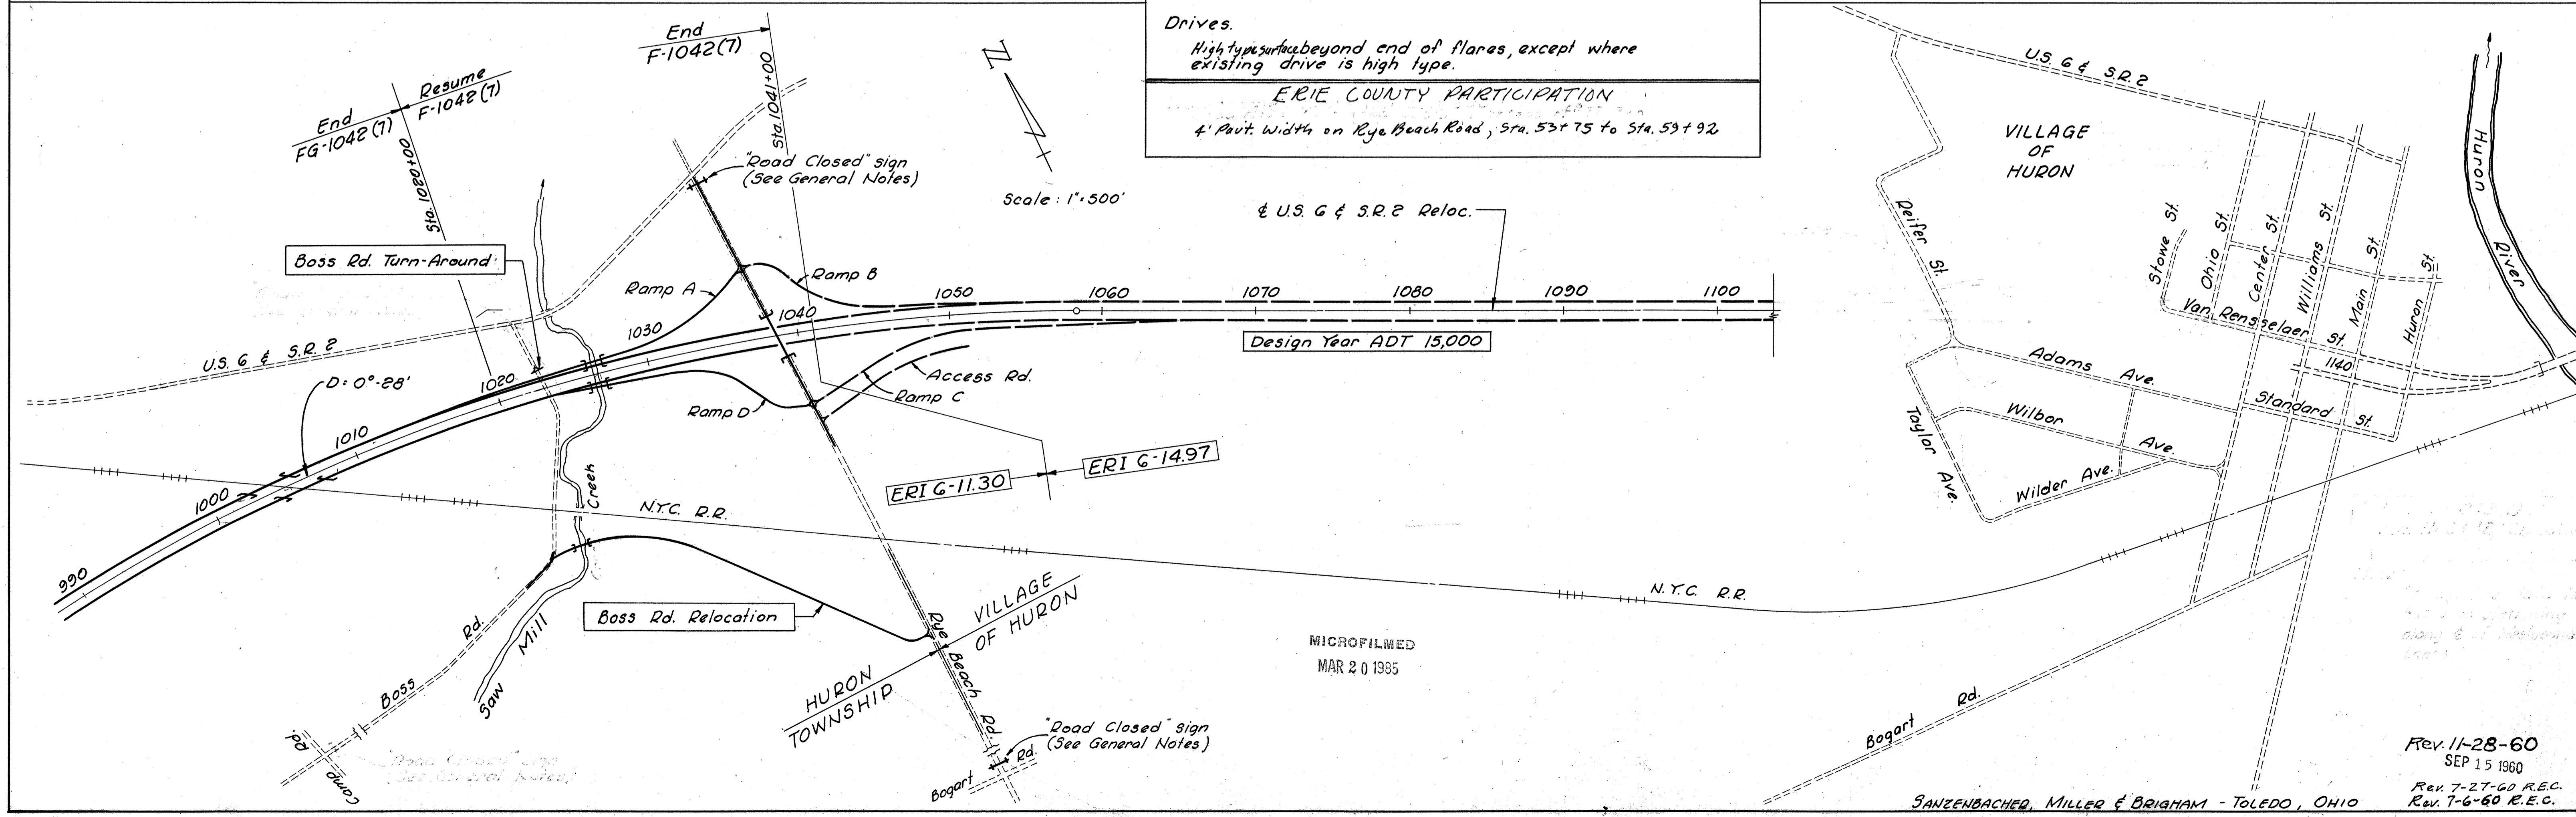 End
F-1042(7)
Sta. 1041+00
End
FG-1042(7)
Resume
F-1042(7)
Sta. 1020+00
Drives.
High type surface beyond end of flares, except where
existing drive is high type.
ERIE COUNTY PARTICIPATION
4' Pavt. Width on Rye Beach Road, Sta. 53+75 to Sta. 59+92
N
Scale: 1"=500'
"Road Closed" sign
(See General Notes)
Boss Rd. Turn-Around
℄ U.S. 6 & S.R. 2 Reloc.
Ramp A
Ramp B
Ramp C
Ramp D
Access Rd.
990
1000
1010
1020
1030
1040
1050
1060
1070
1080
1090
1100
Design Year ADT 15,000
U.S. 6 & S.R. 2
D=0°-28'
ERI 6-11.30
ERI 6-14.97
N.Y.C. R.R.
Saw Mill Creek
Boss Rd. Relocation
Boss Rd.
Camp Rd.
HURON
TOWNSHIP
VILLAGE
OF HURON
Rye Beach Rd.
"Road Closed" sign
(See General Notes)
Bogart Rd.
MICROFILMED
MAR 20 1985
N.Y.C. R.R.
U.S. 6 & S.R. 2
VILLAGE
OF
HURON
Reifer St.
Stowe St.
Ohio St.
Center St.
Williams St.
Main St.
Huron St.
Huron River
Van Rensselaer St.
1140
Adams Ave.
Standard St.
Wilbor Ave.
Taylor Ave.
Wilder Ave.
Bogart Rd.
Rev. 11-28-60
SEP 15 1960
Rev. 7-27-60 R.E.C.
Rev. 7-6-60 R.E.C.
SANZENBACHER, MILLER & BRIGHAM - TOLEDO, OHIO